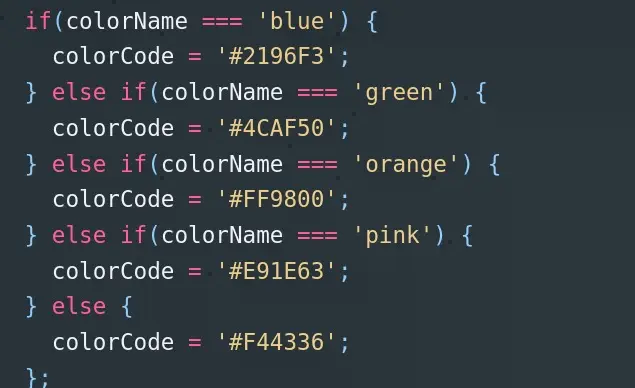 if(colorName === 'blue') {
  colorCode = '#2196F3';
} else if(colorName === 'green') {
  colorCode = '#4CAF50';
} else if(colorName === 'orange') {
  colorCode = '#FF9800';
} else if(colorName === 'pink') {
  colorCode = '#E91E63';
} else {
  colorCode = '#F44336';
};